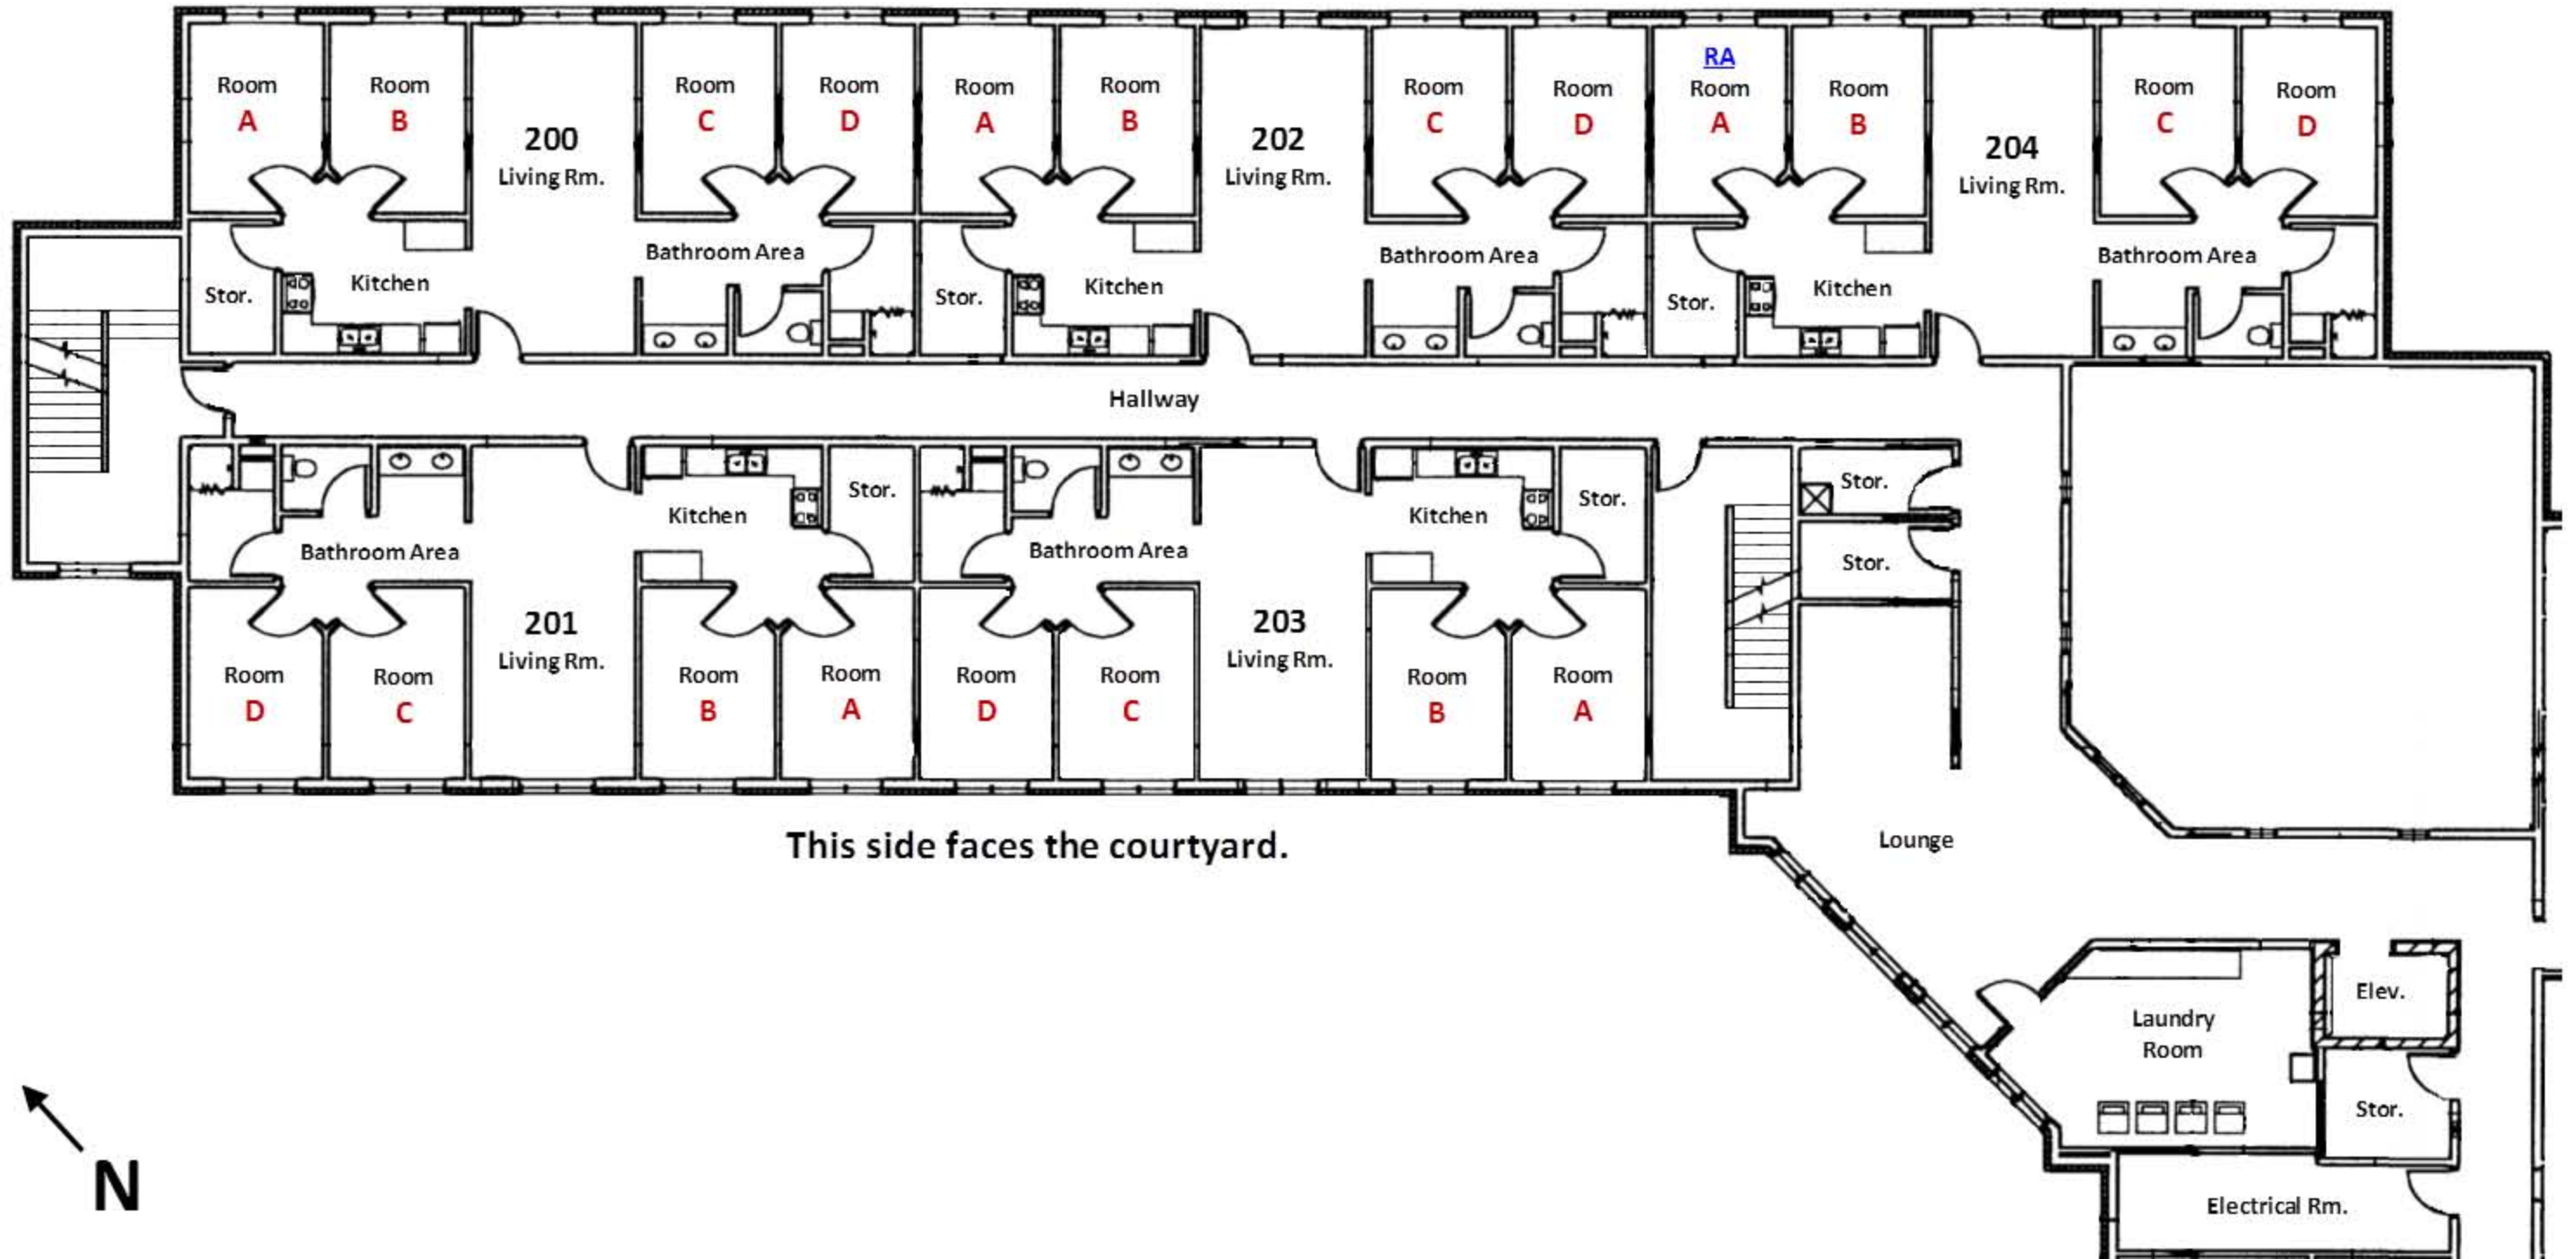 RA
Room
A
Room
B
Room
C
Room
D
Room
A
Room
B
Room
C
Room
D
Room
A
Room
B
Room
C
Room
D
200
Living Rm.
202
Living Rm.
204
Living Rm.
Bathroom Area
Bathroom Area
Bathroom Area
Stor.
Kitchen
Stor.
Kitchen
Stor.
Kitchen
Hallway
Stor.
Stor.
Stor.
Kitchen
Kitchen
Bathroom Area
Bathroom Area
Stor.
201
Living Rm.
203
Living Rm.
Room
D
Room
C
Room
B
Room
A
Room
D
Room
C
Room
B
Room
A
This side faces the courtyard.
Lounge
Elev.
Laundry
Room
Stor.
N
Electrical Rm.